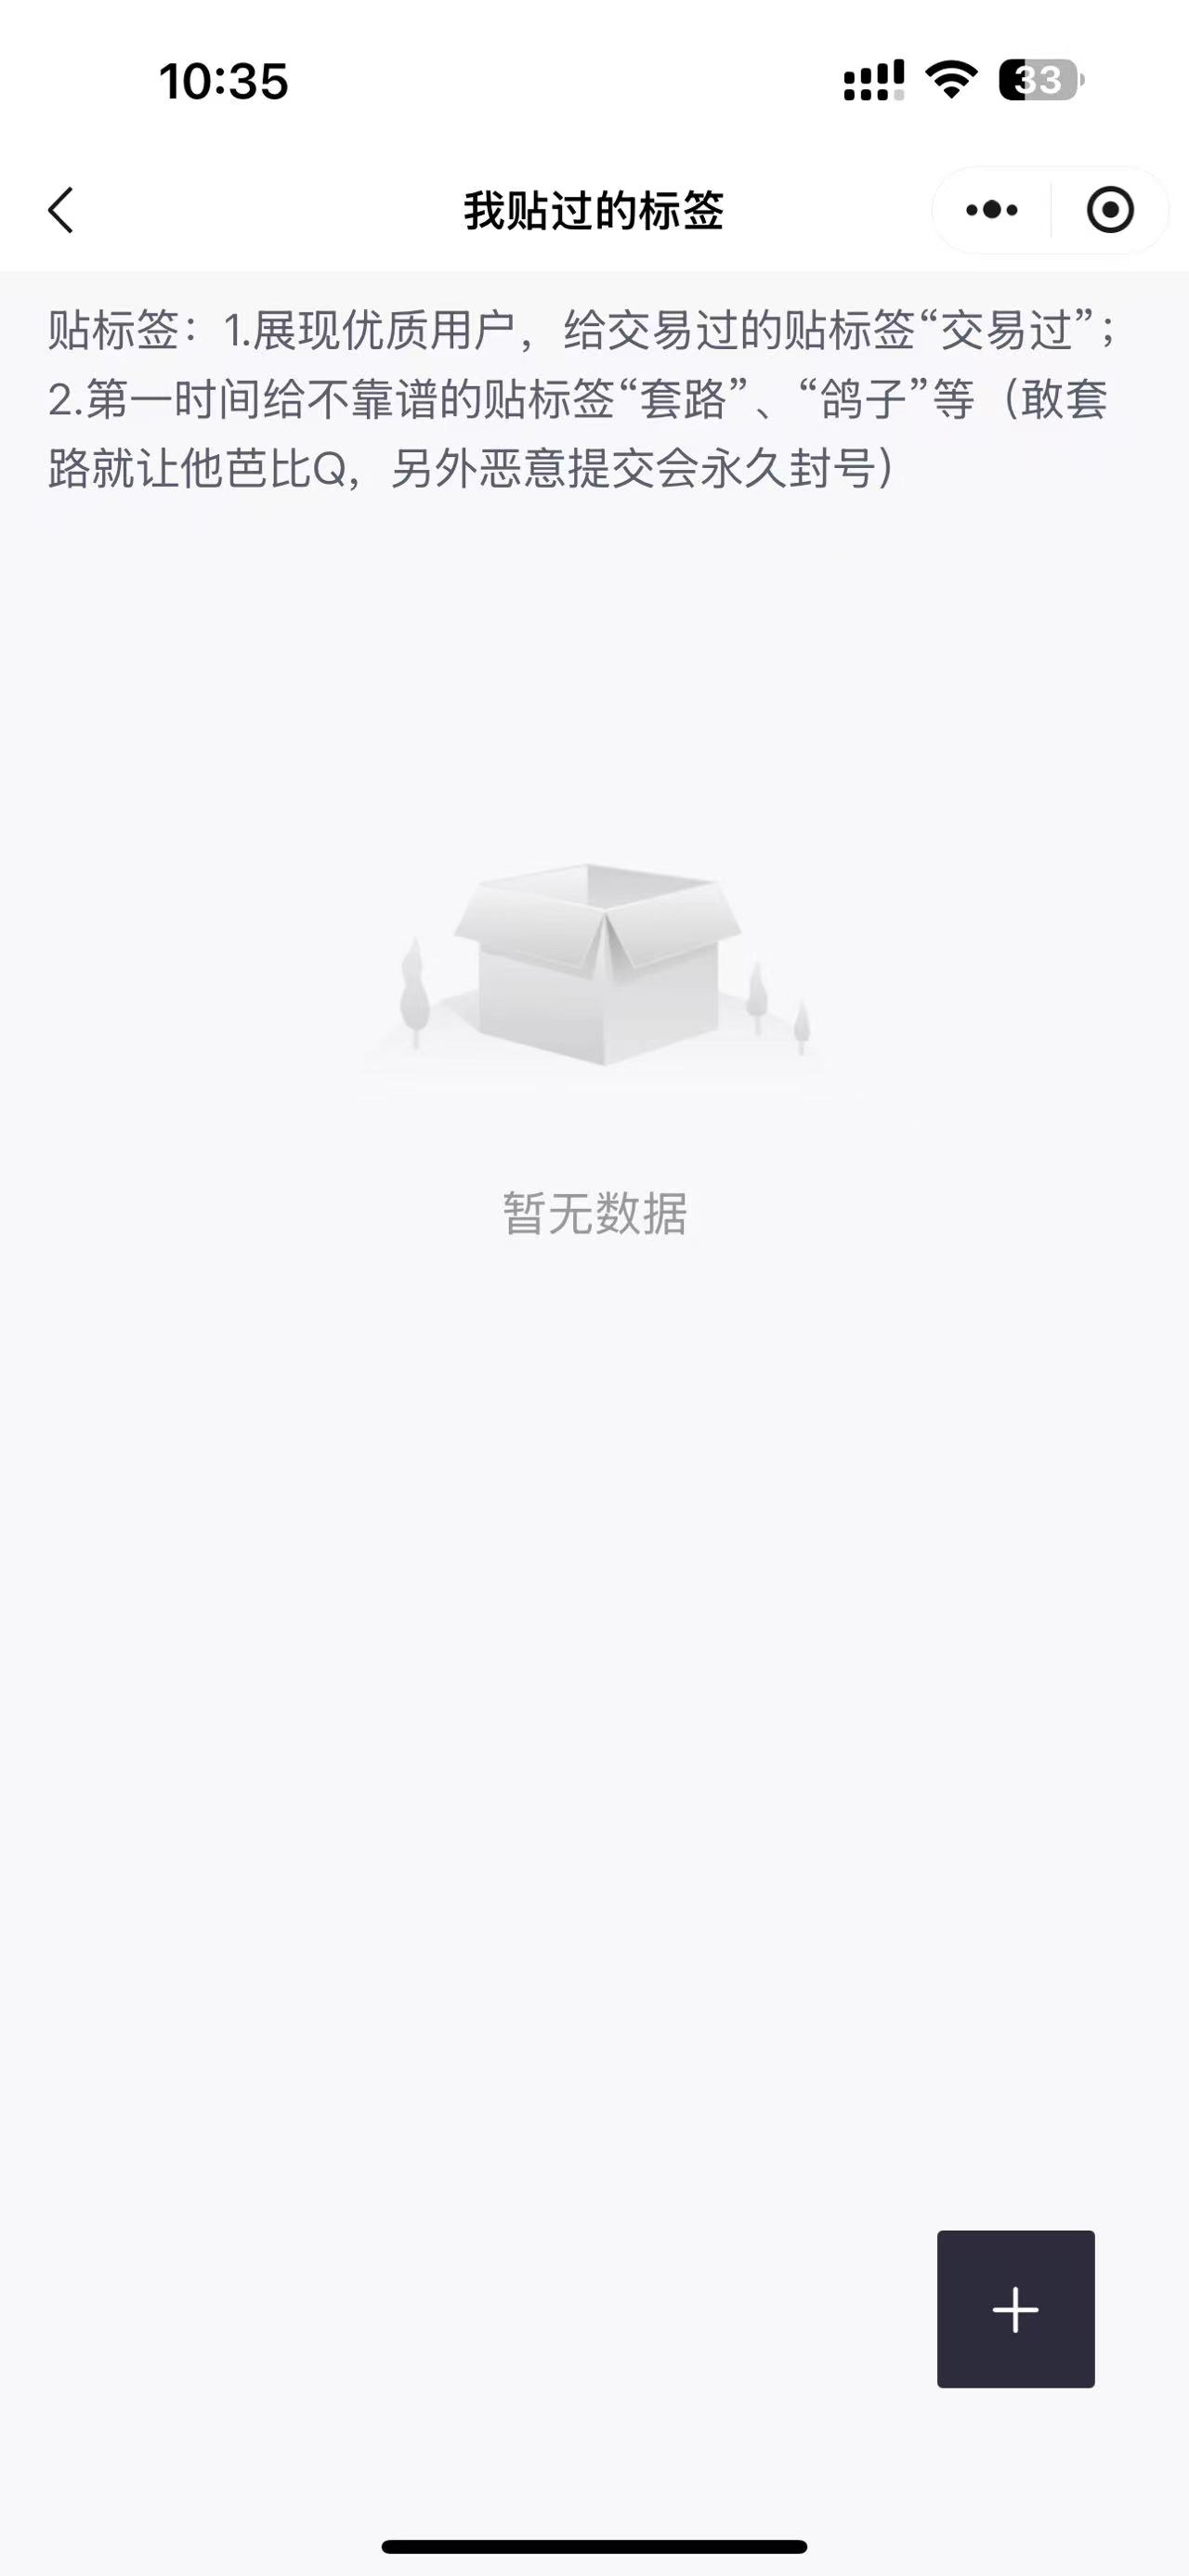 10:35
33
我贴过的标签
贴标签：1.展现优质用户，给交易过的贴标签“交易过”；
2.第一时间给不靠谱的贴标签“套路”、“鸽子”等（敢套
路就让他芭比Q，另外恶意提交会永久封号）
暂无数据